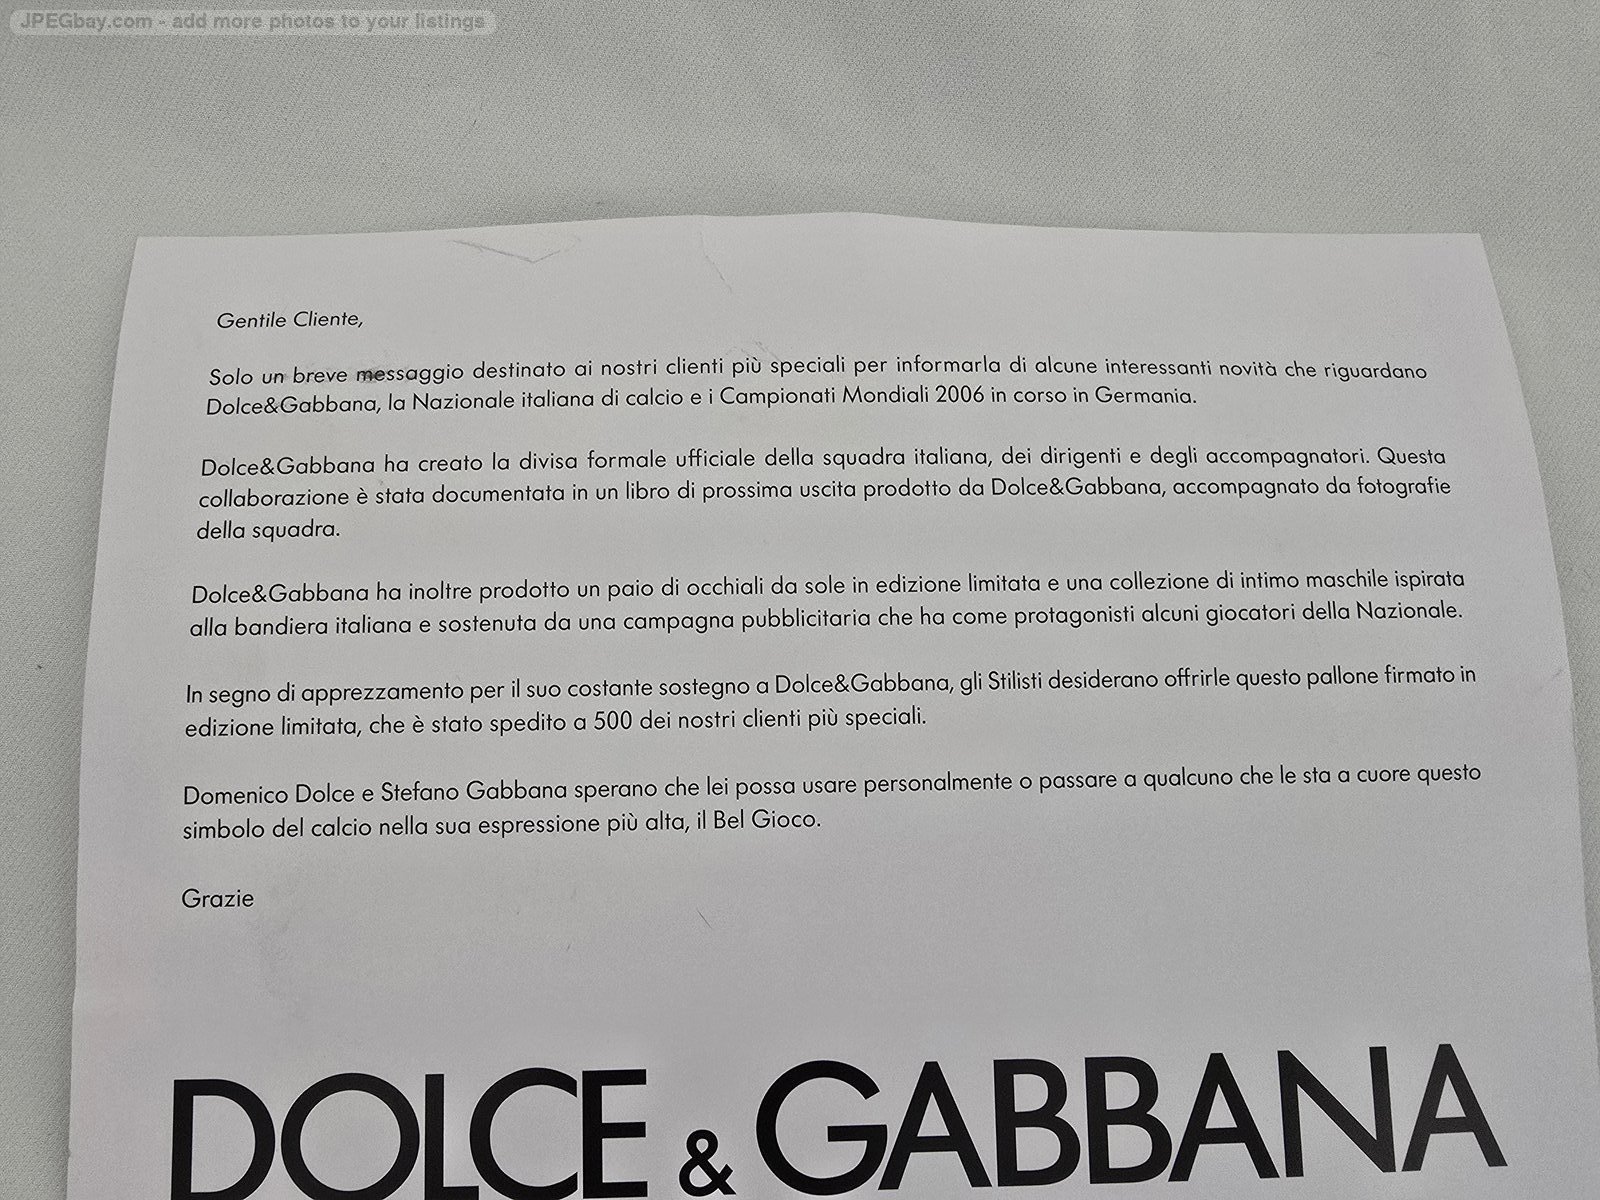 JPEGbay.com - add more photos to your listings
Gentile Cliente,
Solo un breve messaggio destinato ai nostri clienti più speciali per informarla di alcune interessanti novità che riguardano
Dolce&Gabbana, la Nazionale italiana di calcio e i Campionati Mondiali 2006 in corso in Germania.
Dolce&Gabbana ha creato la divisa formale ufficiale della squadra italiana, dei dirigenti e degli accompagnatori. Questa
collaborazione è stata documentata in un libro di prossima uscita prodotto da Dolce&Gabbana, accompagnato da fotografie
della squadra.
Dolce&Gabbana ha inoltre prodotto un paio di occhiali da sole in edizione limitata e una collezione di intimo maschile ispirata
alla bandiera italiana e sostenuta da una campagna pubblicitaria che ha come protagonisti alcuni giocatori della Nazionale.
In segno di apprezzamento per il suo costante sostegno a Dolce&Gabbana, gli Stilisti desiderano offrirle questo pallone firmato in
edizione limitata, che è stato spedito a 500 dei nostri clienti più speciali.
Domenico Dolce e Stefano Gabbana sperano che lei possa usare personalmente o passare a qualcuno che le sta a cuore questo
simbolo del calcio nella sua espressione più alta, il Bel Gioco.
Grazie
DOLCE & GABBANA